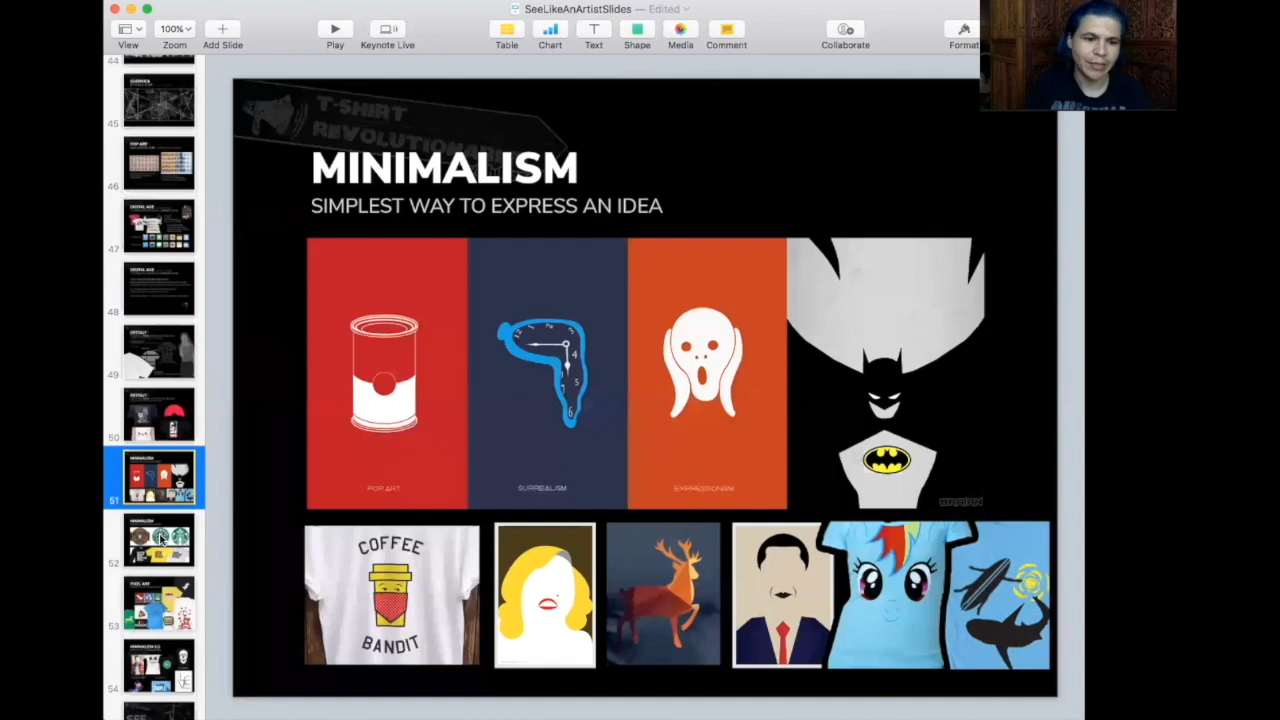 SeeLikeAnArtistSlides — Edited
100%
View
Zoom
Add Slide
Play
Keynote Live
Table
Chart
Text
Shape
Media
Comment
Collaborate
Format
44
45
46
47
48
49
50
51
52
53
54
T-SHIRT
MINIMALISM
SIMPLEST WAY TO EXPRESS AN IDEA
POP ART
SURREALISM
EXPRESSIONISM
COFFEE
BANDIT